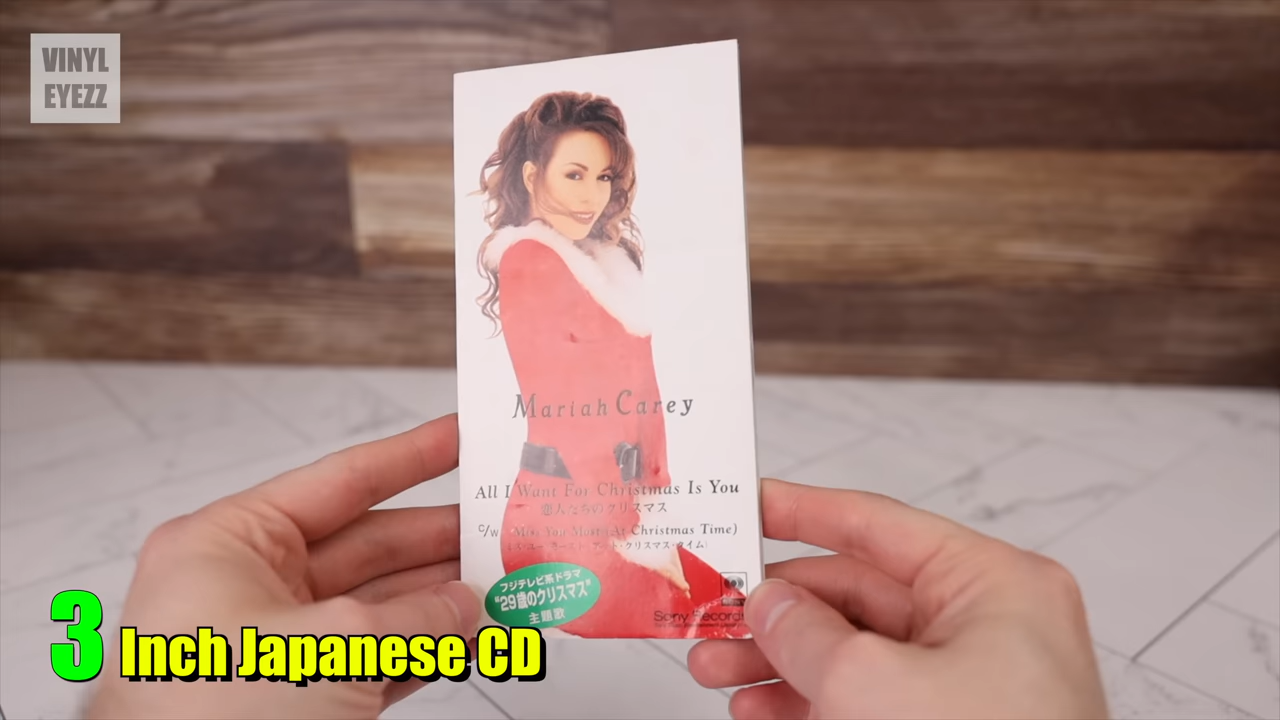 VINYL
EYEZZ
Mariah Carey
All I Want For Christmas Is You
恋人たちのクリスマス
c/w Miss You Most (At Christmas Time)
(ミス・ユー・モースト・アット・クリスマス・タイム)
フジテレビ系ドラマ
"29歳のクリスマス"
主題歌
Sony Records
3 Inch Japanese CD